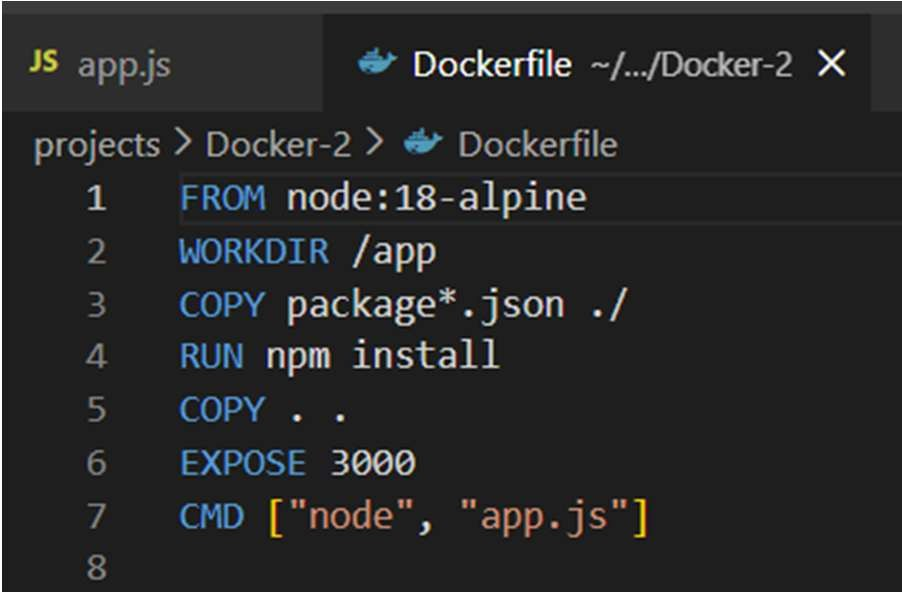 JS app.js Dockerfile ~/.../Docker-2 ✕
projects > Docker-2 > Dockerfile
1 FROM node:18-alpine
2 WORKDIR /app
3 COPY package*.json ./
4 RUN npm install
5 COPY . .
6 EXPOSE 3000
7 CMD ["node", "app.js"]
8